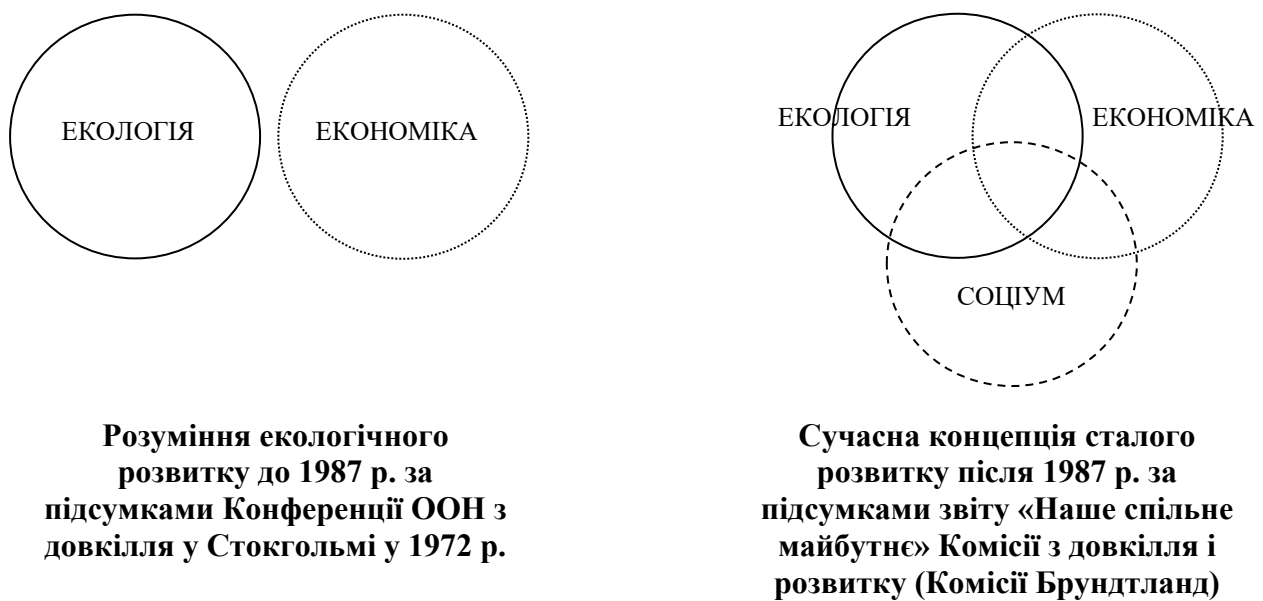 ЕКОЛОГІЯ
ЕКОНОМІКА
Розуміння екологічного
розвитку до 1987 р. за
підсумками Конференції ООН з
довкілля у Стокгольмі у 1972 р.
ЕКОЛОГІЯ
ЕКОНОМІКА
СОЦІУМ
Сучасна концепція сталого
розвитку після 1987 р. за
підсумками звіту «Наше спільне
майбутнє» Комісії з довкілля і
розвитку (Комісії Брундтланд)